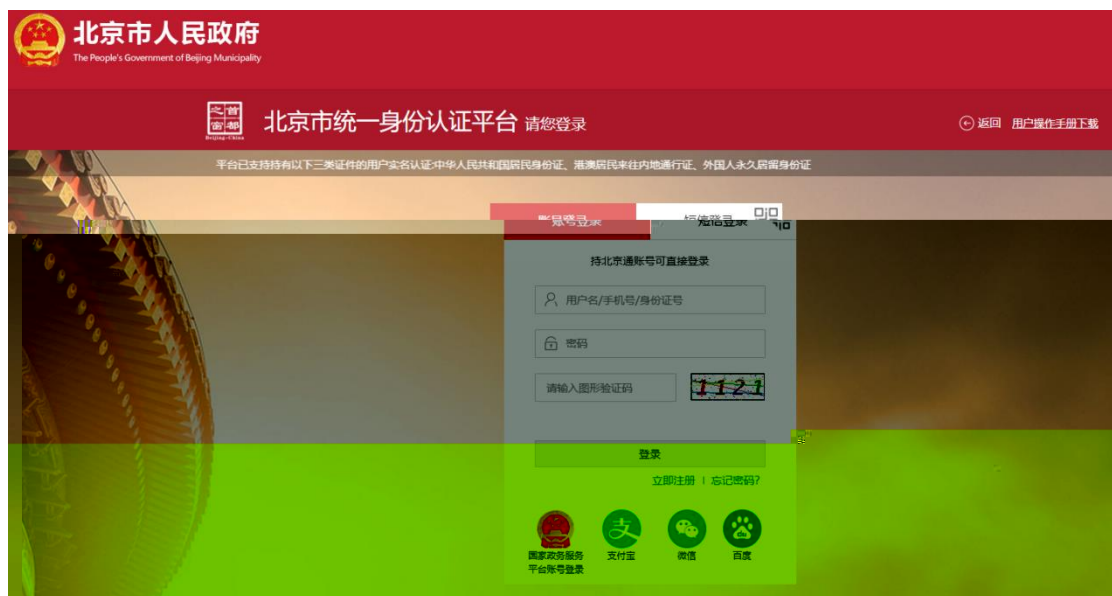 北京市人民政府
The People's Government of Beijing Municipality
首都之窗
Beijing-China
北京市统一身份认证平台 请您登录
返回 用户操作手册下载
平台已支持持有以下三类证件的用户实名认证:中华人民共和国居民身份证、港澳居民来往内地通行证、外国人永久居留身份证
账号登录 短信登录
持北京通账号可直接登录
用户名/手机号/身份证号
密码
请输入图形验证码 1121
登录
立即注册 | 忘记密码?
国家政务服务平台账号登录 支付宝 微信 百度